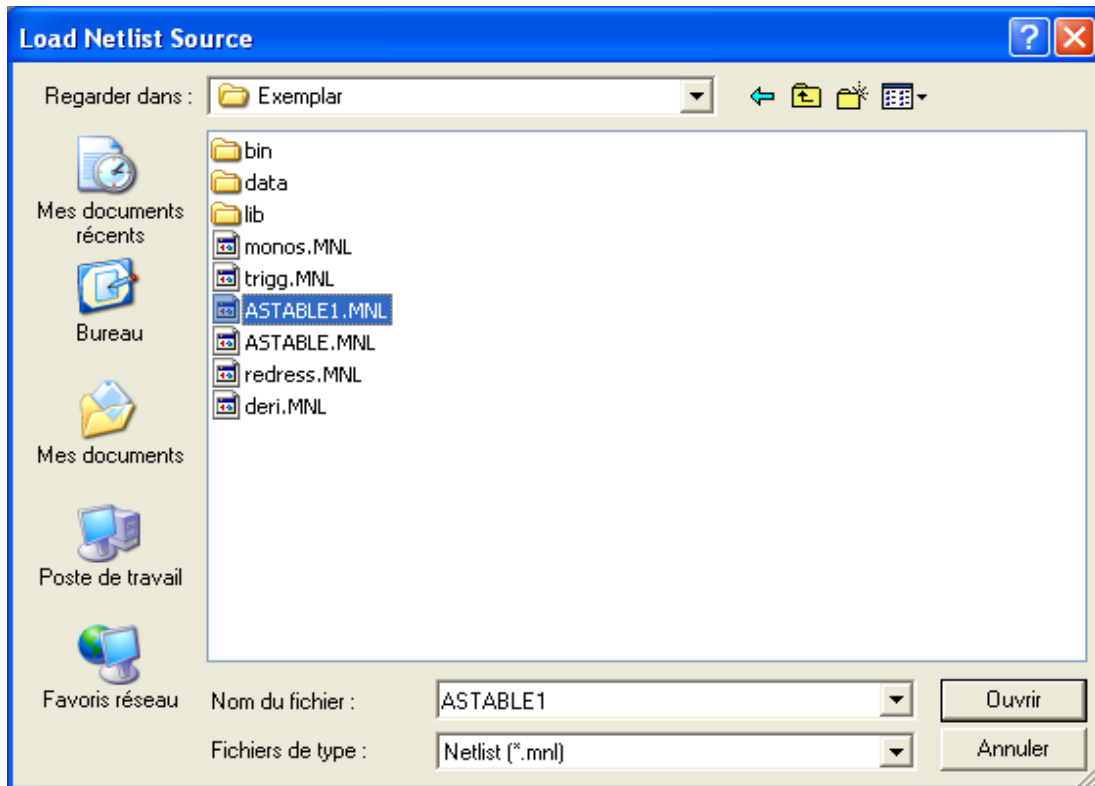 Load Netlist Source
Regarder dans :
Exemplar
Mes documents
récents
Bureau
Mes documents
Poste de travail
Favoris réseau
bin
data
lib
monos.MNL
trigg.MNL
ASTABLE1.MNL
ASTABLE.MNL
redress.MNL
deri.MNL
Nom du fichier :
ASTABLE1
Ouvrir
Fichiers de type :
Netlist (*.mnl)
Annuler